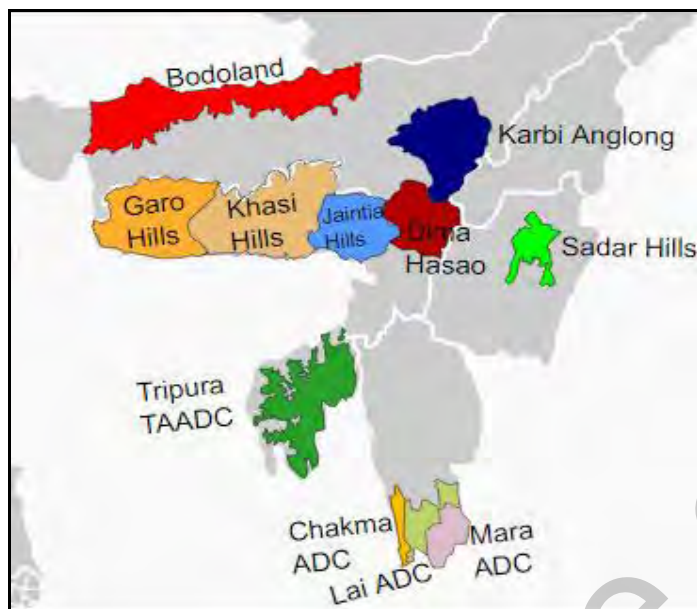 Bodoland
Karbi Anglong
Garo
Hills
Khasi
Hills
Jaintia
Hills
Dima
Hasao
Sadar Hills
Tripura
TAADC
Chakma
ADC
Lai ADC
Mara
ADC